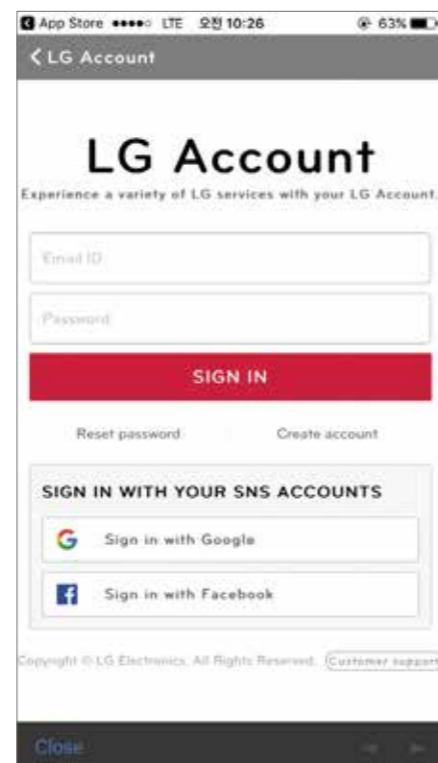 App Store LTE 오전 10:26 63%
LG Account
LG Account
Experience a variety of LG services with your LG Account.
Email ID
Password
SIGN IN
Reset password Create account
SIGN IN WITH YOUR SNS ACCOUNTS
Sign in with Google
Sign in with Facebook
Copyright © LG Electronics. All Rights Reserved. Customer support
Close